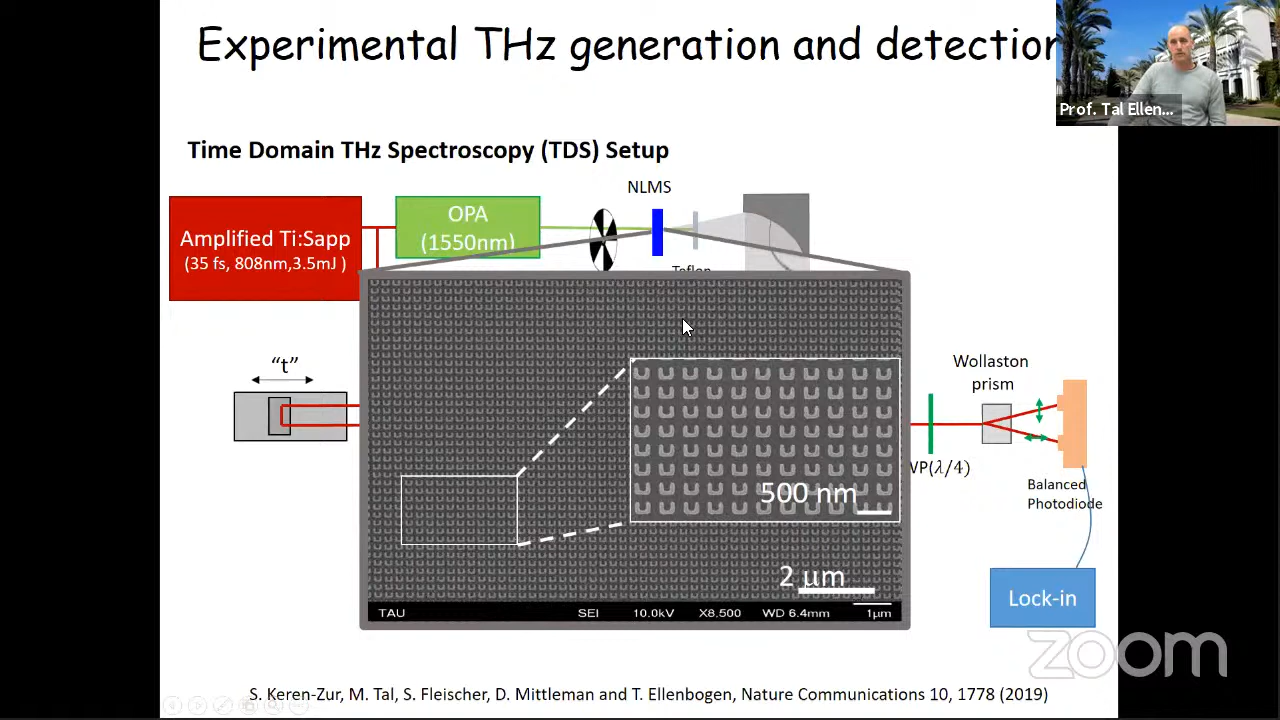 Experimental THz generation and detection
Prof. Tal Ellen...
Time Domain THz Spectroscopy (TDS) Setup
NLMS
OPA
(1550nm)
Amplified Ti:Sapp
(35 fs, 808nm,3.5mJ )
Teflon
"t"
Wollaston
prism
WP(λ/4)
500 nm
Balanced
Photodiode
2 μm
Lock-in
TAU SEI 10.0kV X8,500 WD 6.4mm 1μm
zoom
S. Keren-Zur, M. Tal, S. Fleischer, D. Mittleman and T. Ellenbogen, Nature Communications 10, 1778 (2019)